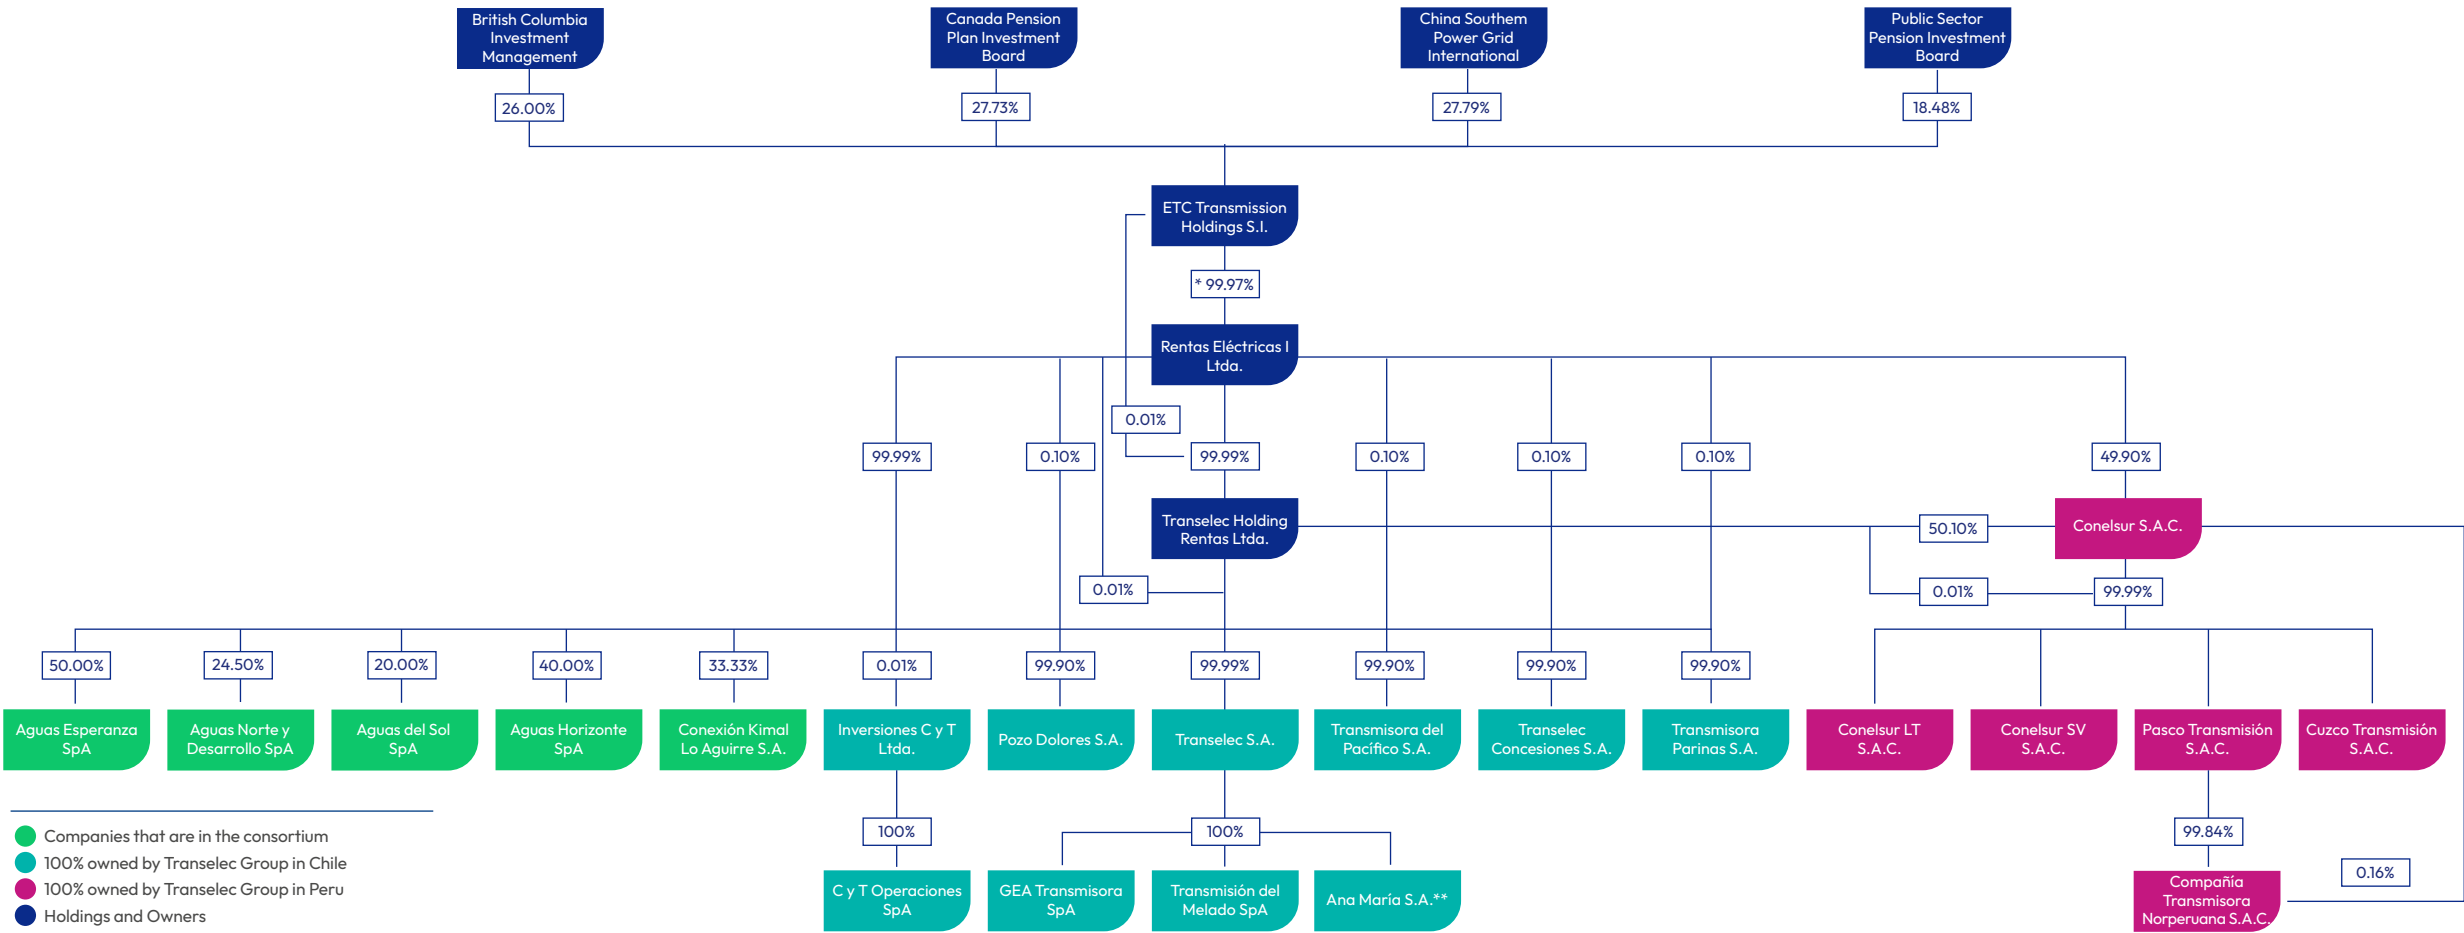 British Columbia
Investment
Management
Canada Pension
Plan Investment
Board
China Southem
Power Grid
International
Public Sector
Pension Investment
Board
26.00%
27.73%
27.79%
18.48%
ETC Transmission
Holdings S.I.
* 99.97%
Rentas Eléctricas I
Ltda.
0.01%
99.99%
0.10%
99.99%
0.10%
0.10%
0.10%
49.90%
Transelec Holding
Rentas Ltda.
50.10%
Conelsur S.A.C.
0.01%
0.01%
99.99%
50.00%
24.50%
20.00%
40.00%
33.33%
0.01%
99.90%
99.99%
99.90%
99.90%
99.90%
Aguas Esperanza
SpA
Aguas Norte y
Desarrollo SpA
Aguas del Sol
SpA
Aguas Horizonte
SpA
Conexión Kimal
Lo Aguirre S.A.
Inversiones C y T
Ltda.
Pozo Dolores S.A.
Transelec S.A.
Transmisora del
Pacífico S.A.
Transelec
Concesiones S.A.
Transmisora
Parinas S.A.
Conelsur LT
S.A.C.
Conelsur SV
S.A.C.
Pasco Transmisión
S.A.C.
Cuzco Transmisión
S.A.C.
100%
100%
99.84%
0.16%
C y T Operaciones
SpA
GEA Transmisora
SpA
Transmisión del
Melado SpA
Ana María S.A.**
Compañía
Transmisora
Norperuana S.A.C.
Companies that are in the consortium
100% owned by Transelec Group in Chile
100% owned by Transelec Group in Peru
Holdings and Owners